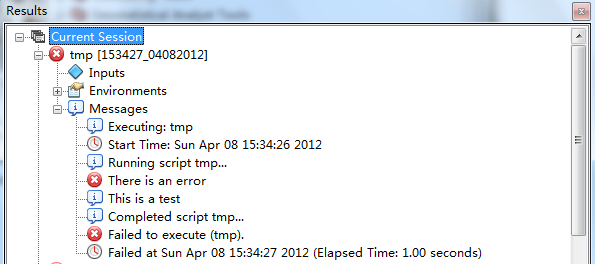 Results
Current Session
tmp [153427_04082012]
Inputs
Environments
Messages
Executing: tmp
Start Time: Sun Apr 08 15:34:26 2012
Running script tmp...
There is an error
This is a test
Completed script tmp...
Failed to execute (tmp).
Failed at Sun Apr 08 15:34:27 2012 (Elapsed Time: 1.00 seconds)